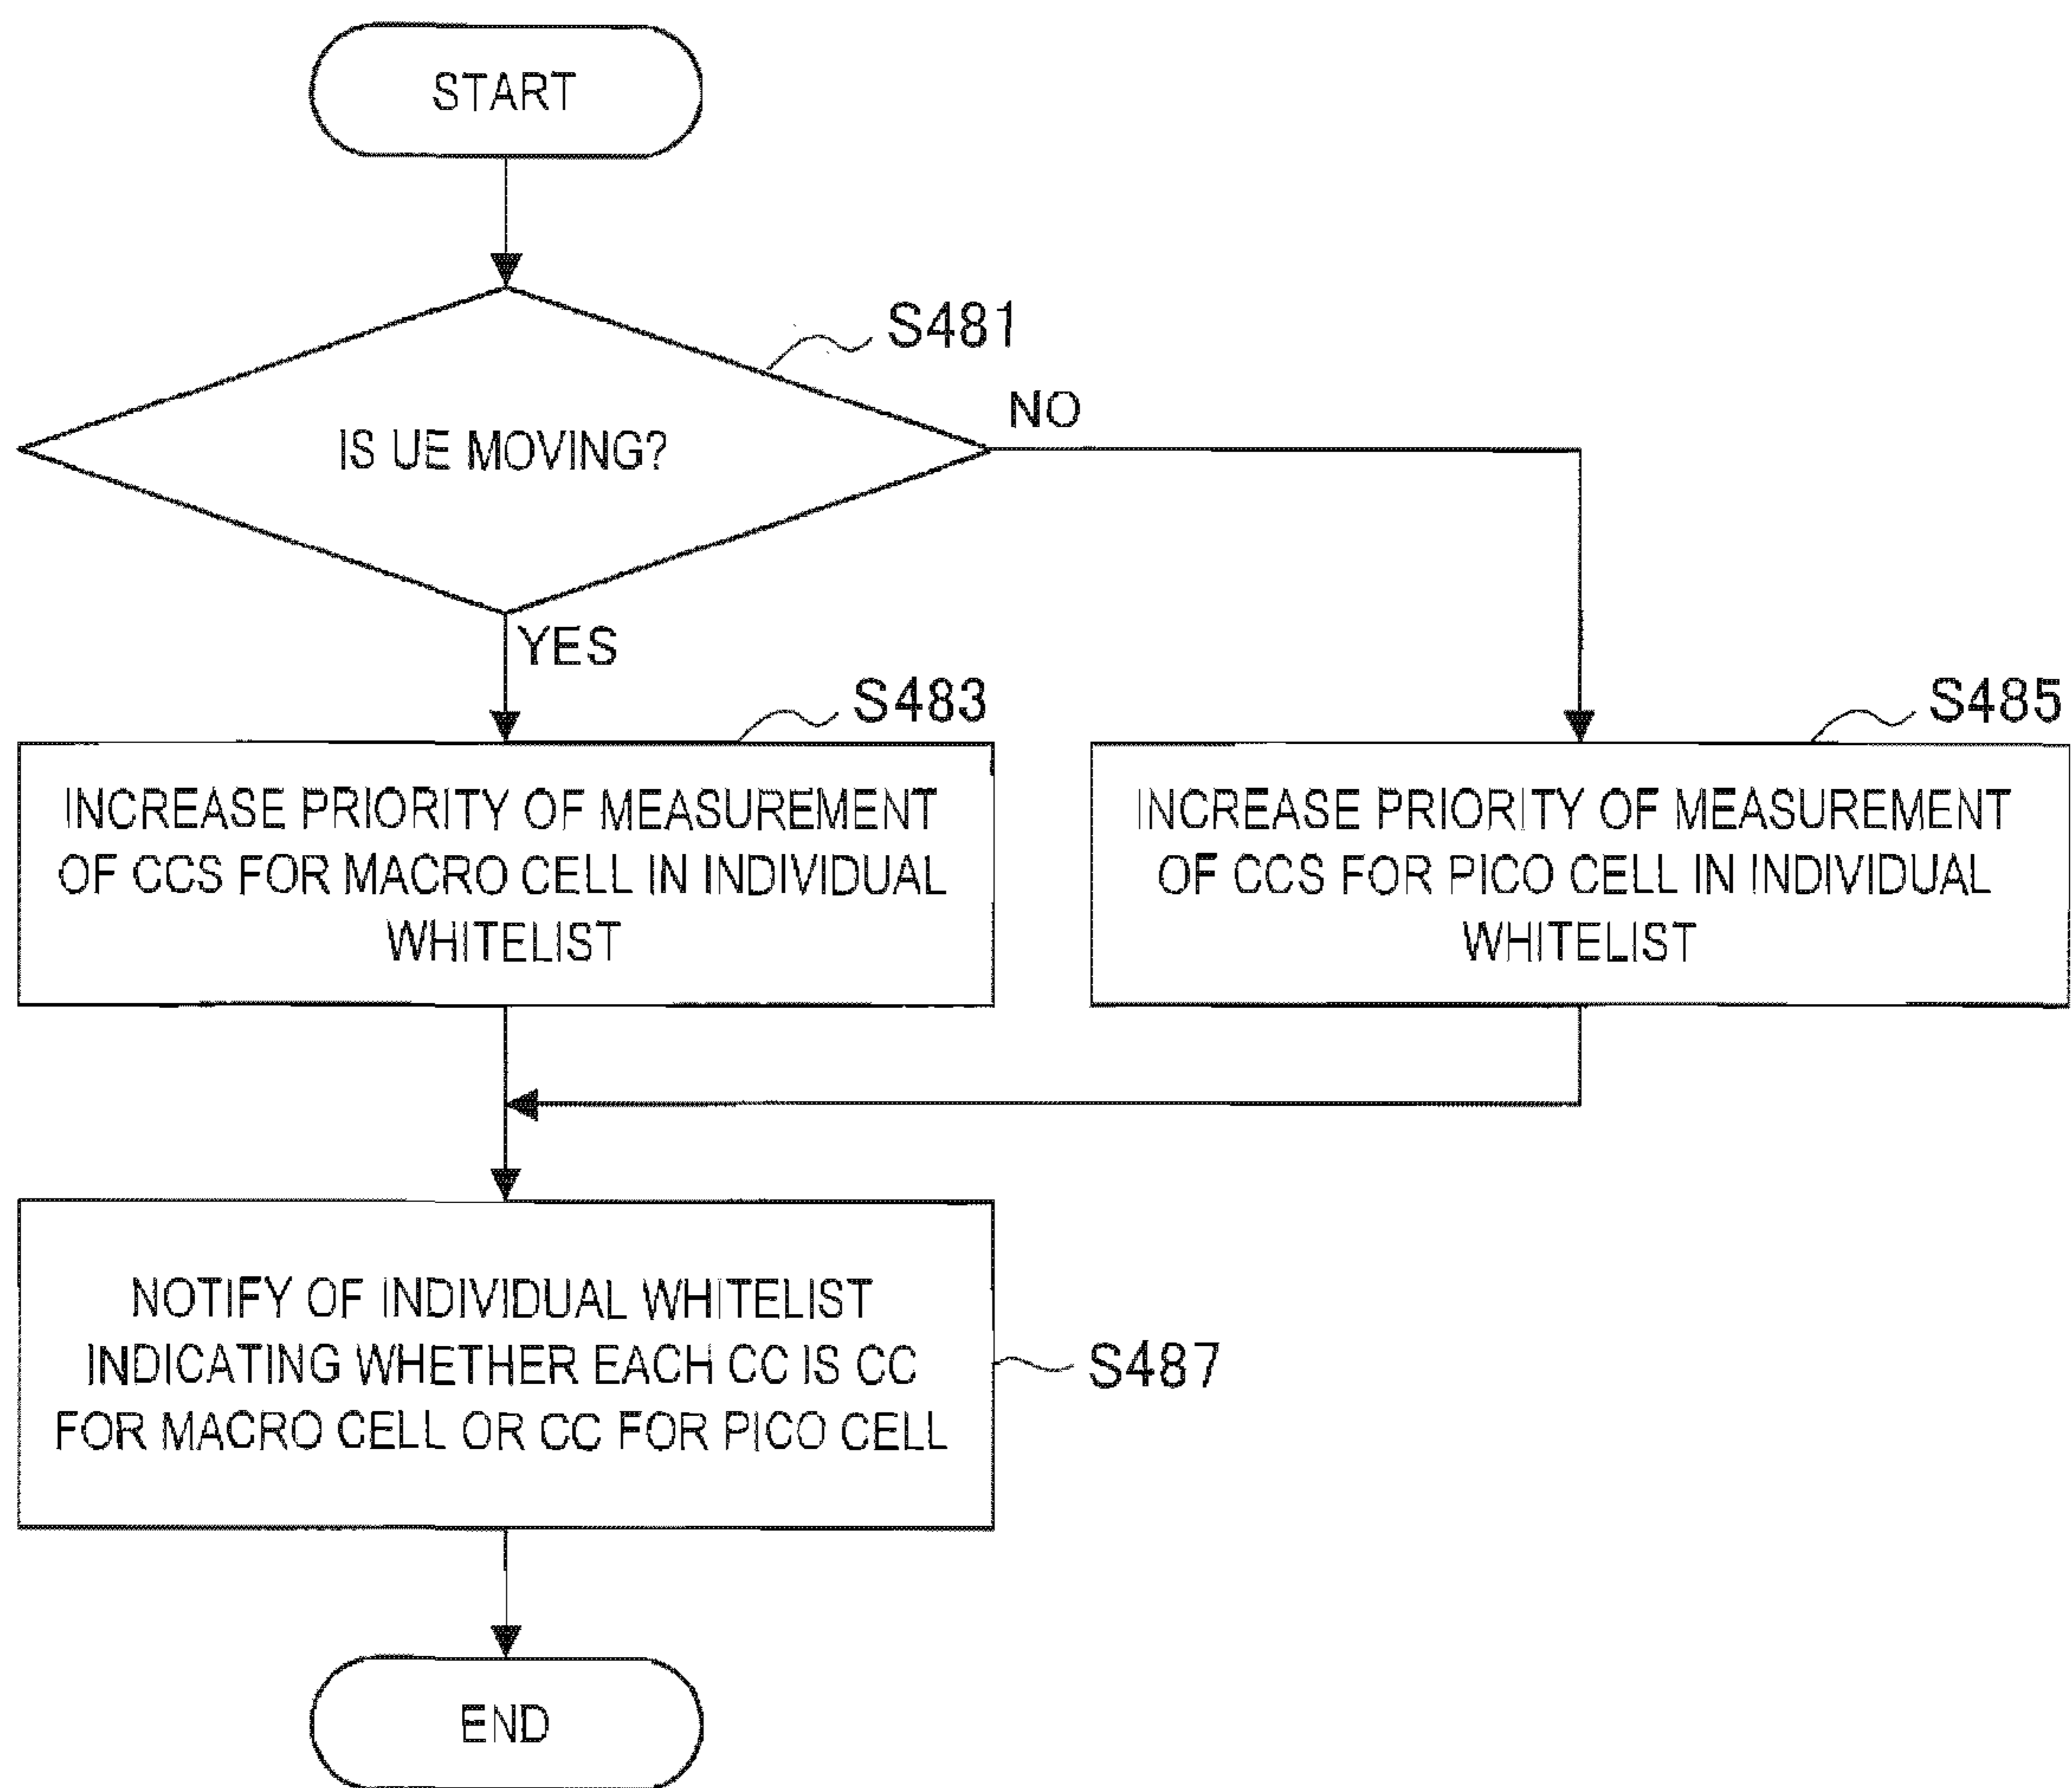 START
S481
IS UE MOVING?
NO
YES
S483
INCREASE PRIORITY OF MEASUREMENT
OF CCS FOR MACRO CELL IN INDIVIDUAL
WHITELIST
S485
INCREASE PRIORITY OF MEASUREMENT
OF CCS FOR PICO CELL IN INDIVIDUAL
WHITELIST
NOTIFY OF INDIVIDUAL WHITELIST
INDICATING WHETHER EACH CC IS CC
FOR MACRO CELL OR CC FOR PICO CELL
S487
END